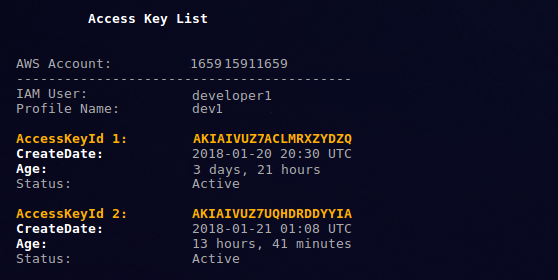 Access Key List
AWS Account: 165915911659
-------------------------------------------
IAM User: developer1
Profile Name: dev1
AccessKeyId 1: AKIAIVUZ7ACLMRXZYDZQ
CreateDate: 2018-01-20 20:30 UTC
Age: 3 days, 21 hours
Status: Active
AccessKeyId 2: AKIAIVUZ7UQHDRDDYYIA
CreateDate: 2018-01-21 01:08 UTC
Age: 13 hours, 41 minutes
Status: Active